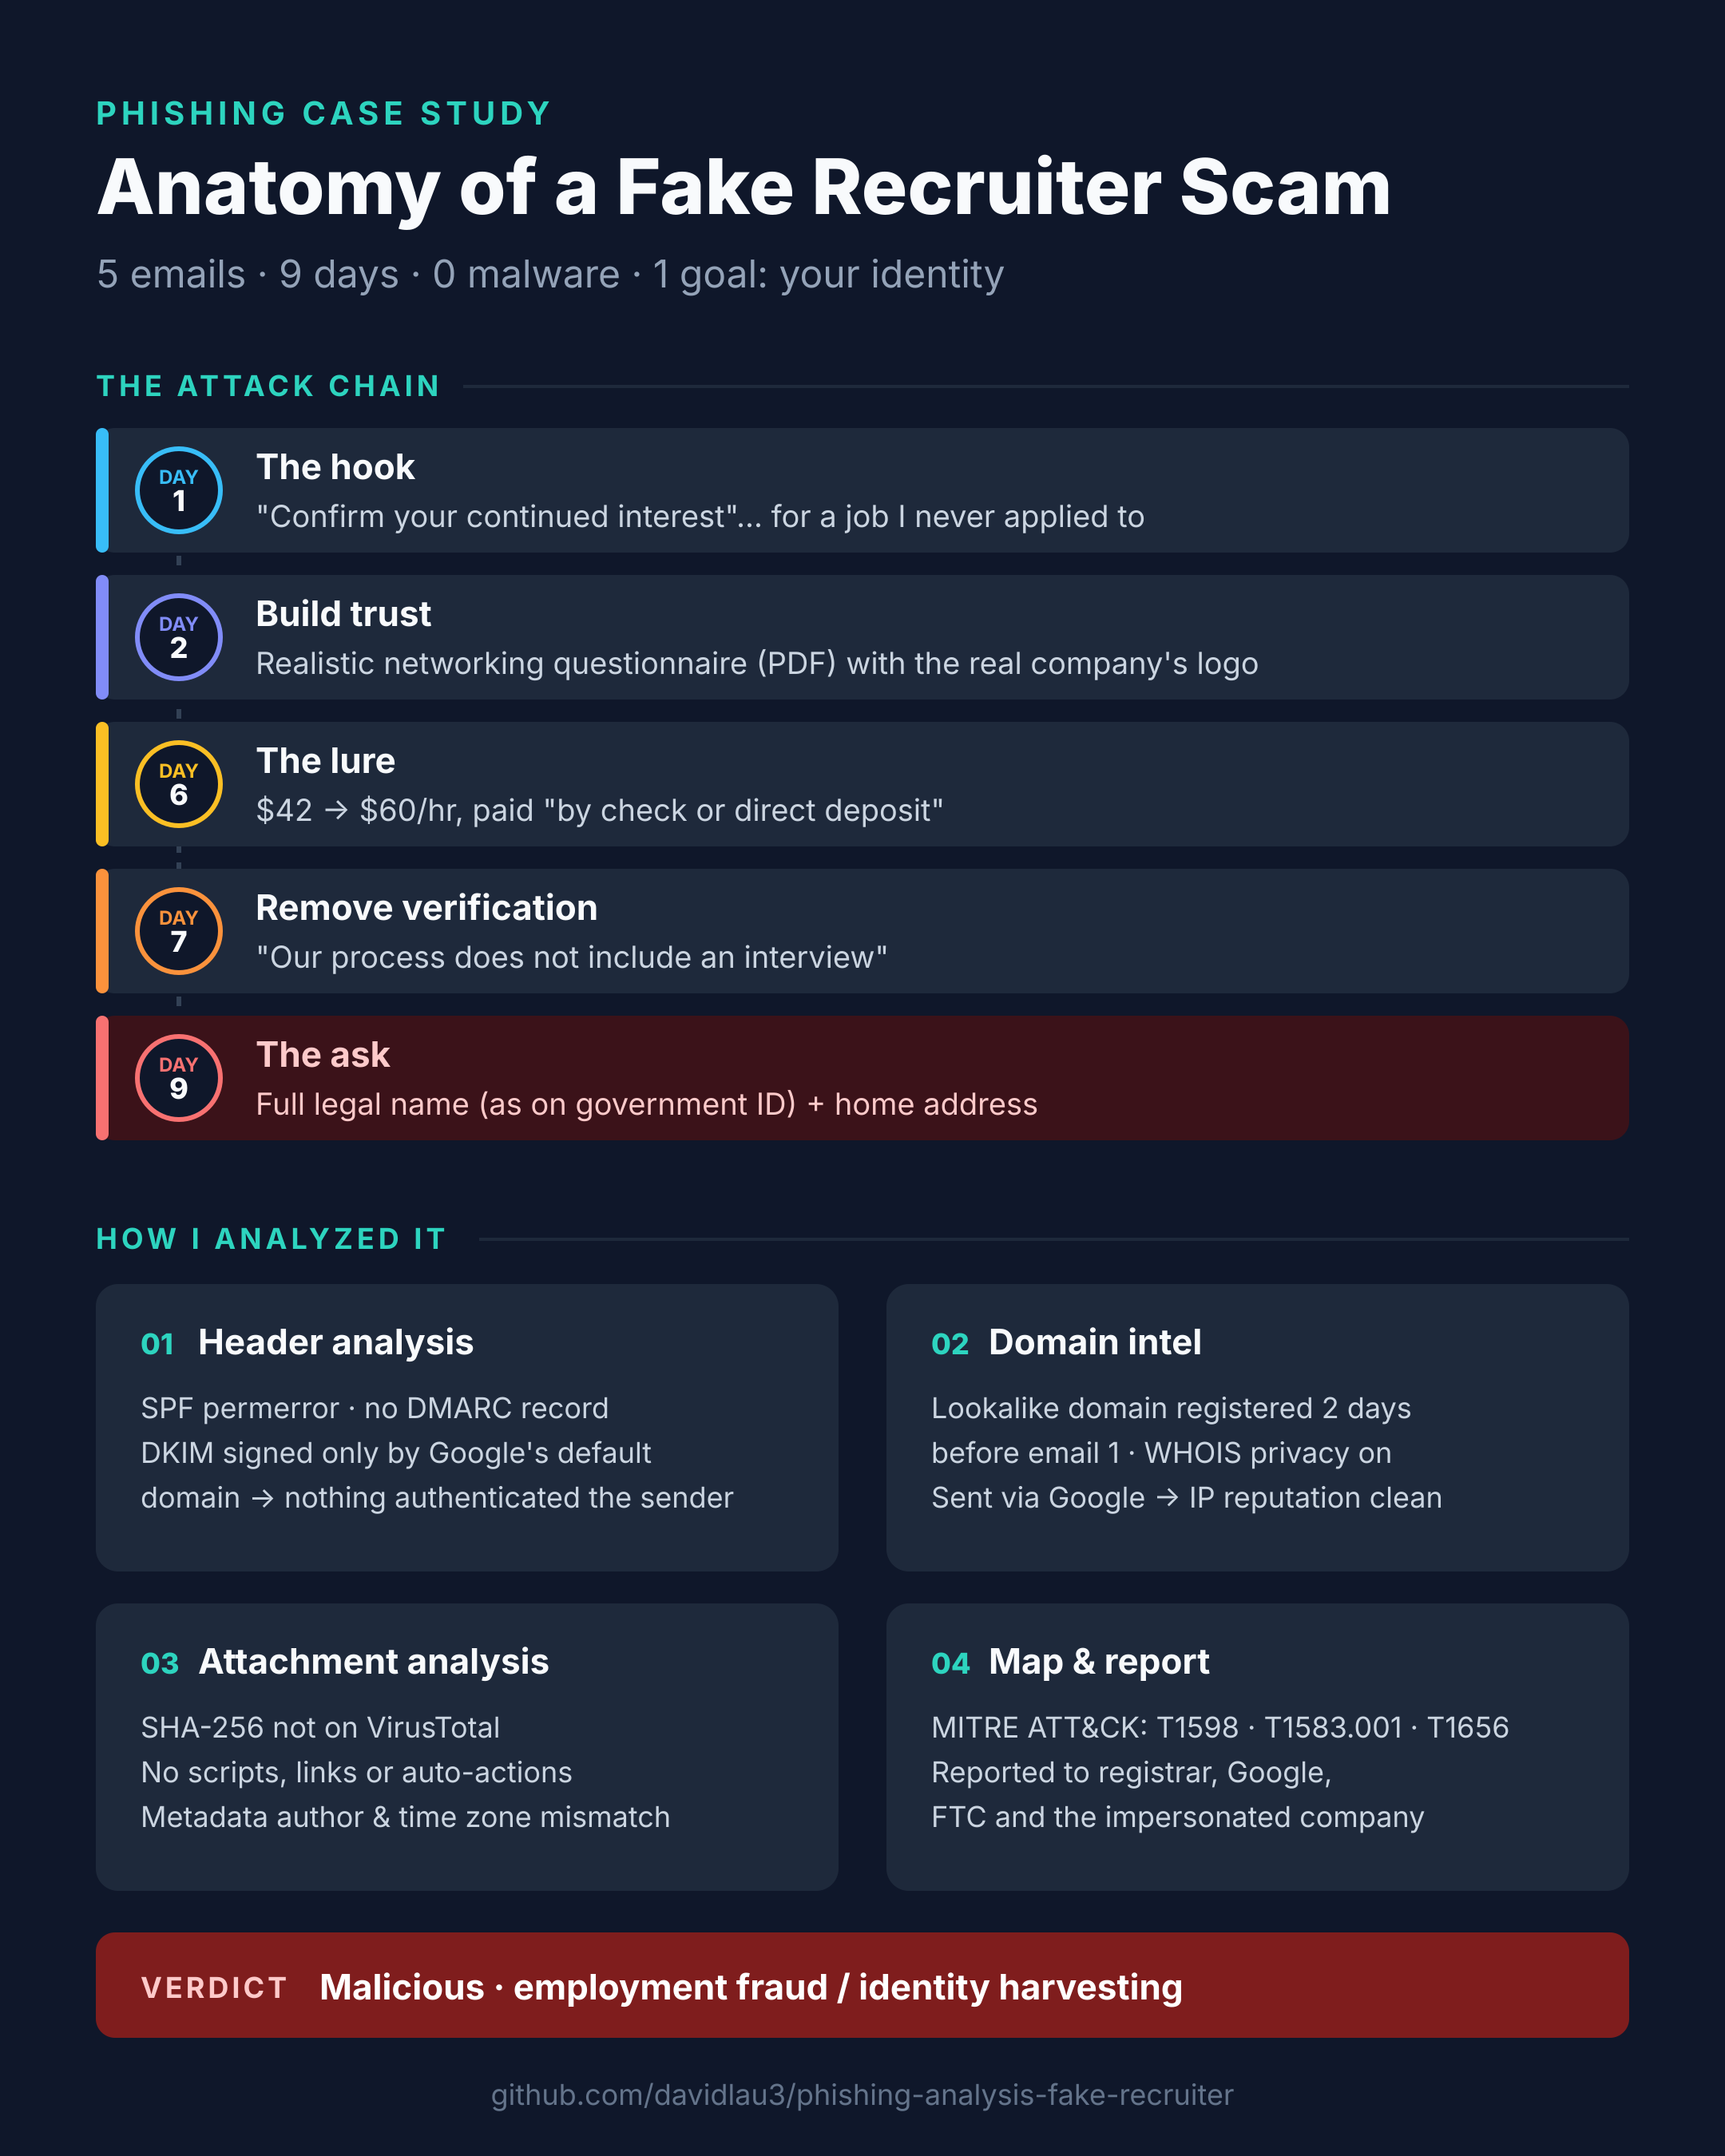 PHISHING CASE STUDY
Anatomy of a Fake Recruiter Scam
5 emails · 9 days · 0 malware · 1 goal: your identity
THE ATTACK CHAIN
DAY
1
The hook
"Confirm your continued interest"... for a job I never applied to
DAY
2
Build trust
Realistic networking questionnaire (PDF) with the real company's logo
DAY
6
The lure
$42 → $60/hr, paid "by check or direct deposit"
DAY
7
Remove verification
"Our process does not include an interview"
DAY
9
The ask
Full legal name (as on government ID) + home address
HOW I ANALYZED IT
01 Header analysis
SPF permerror · no DMARC record
DKIM signed only by Google's default
domain → nothing authenticated the sender
02 Domain intel
Lookalike domain registered 2 days
before email 1 · WHOIS privacy on
Sent via Google → IP reputation clean
03 Attachment analysis
SHA-256 not on VirusTotal
No scripts, links or auto-actions
Metadata author & time zone mismatch
04 Map & report
MITRE ATT&CK: T1598 · T1583.001 · T1656
Reported to registrar, Google,
FTC and the impersonated company
VERDICT Malicious · employment fraud / identity harvesting
github.com/davidlau3/phishing-analysis-fake-recruiter